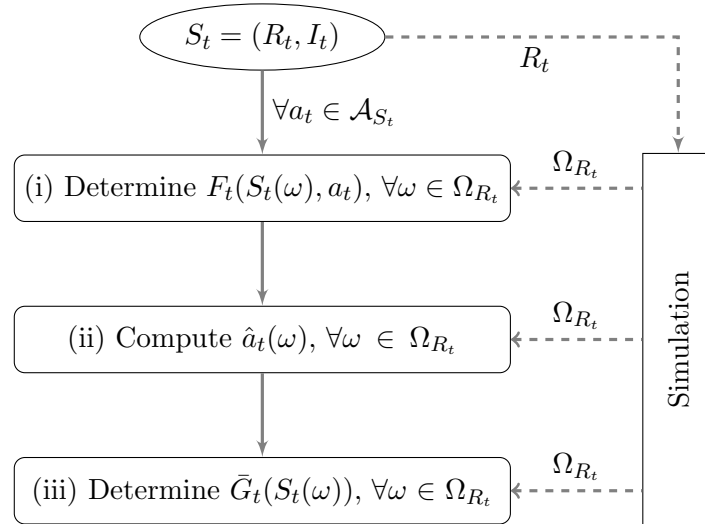 S_t = (R_t, I_t)
R_t
∀a_t ∈ 𝒜_{S_t}
(i) Determine F_t(S_t(ω), a_t), ∀ω ∈ Ω_{R_t}
Ω_{R_t}
(ii) Compute â_t(ω), ∀ω ∈ Ω_{R_t}
Ω_{R_t}
Simulation
(iii) Determine Ḡ_t(S_t(ω)), ∀ω ∈ Ω_{R_t}
Ω_{R_t}